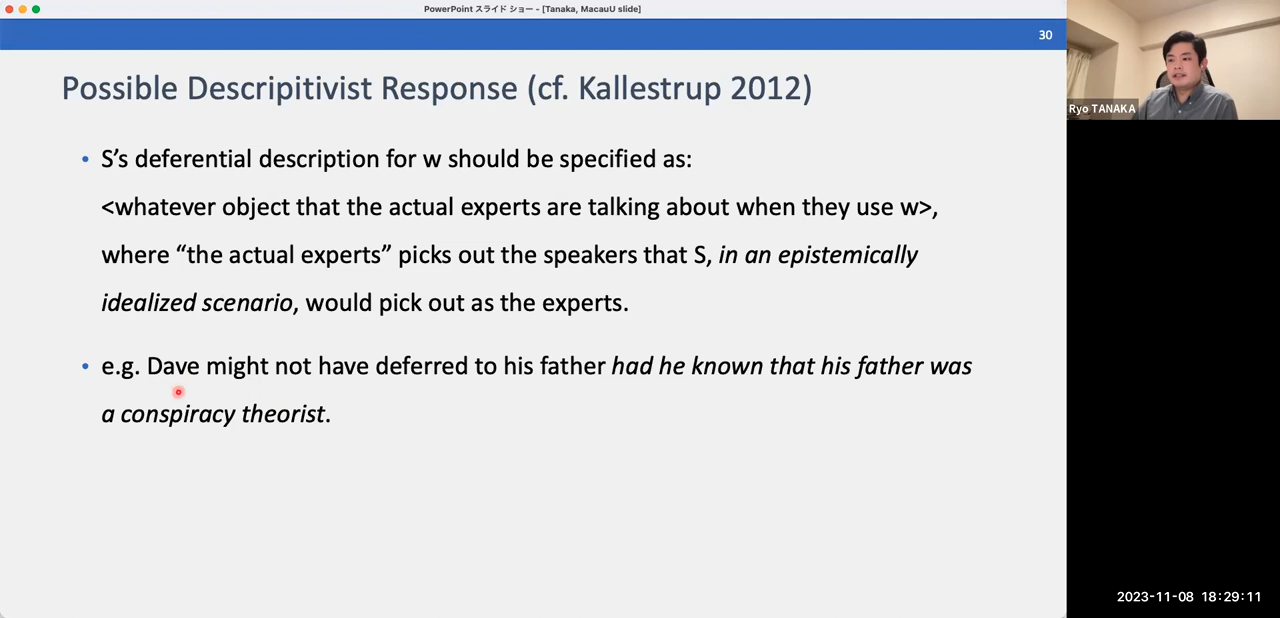 PowerPoint スライド ショー - [Tanaka, MacauU slide]
30
Possible Descripitivist Response (cf. Kallestrup 2012)
• S's deferential description for w should be specified as:
<whatever object that the actual experts are talking about when they use w>,
where “the actual experts” picks out the speakers that S, in an epistemically
idealized scenario, would pick out as the experts.
• e.g. Dave might not have deferred to his father had he known that his father was
a conspiracy theorist.
Ryo TANAKA
2023-11-08 18:29:11